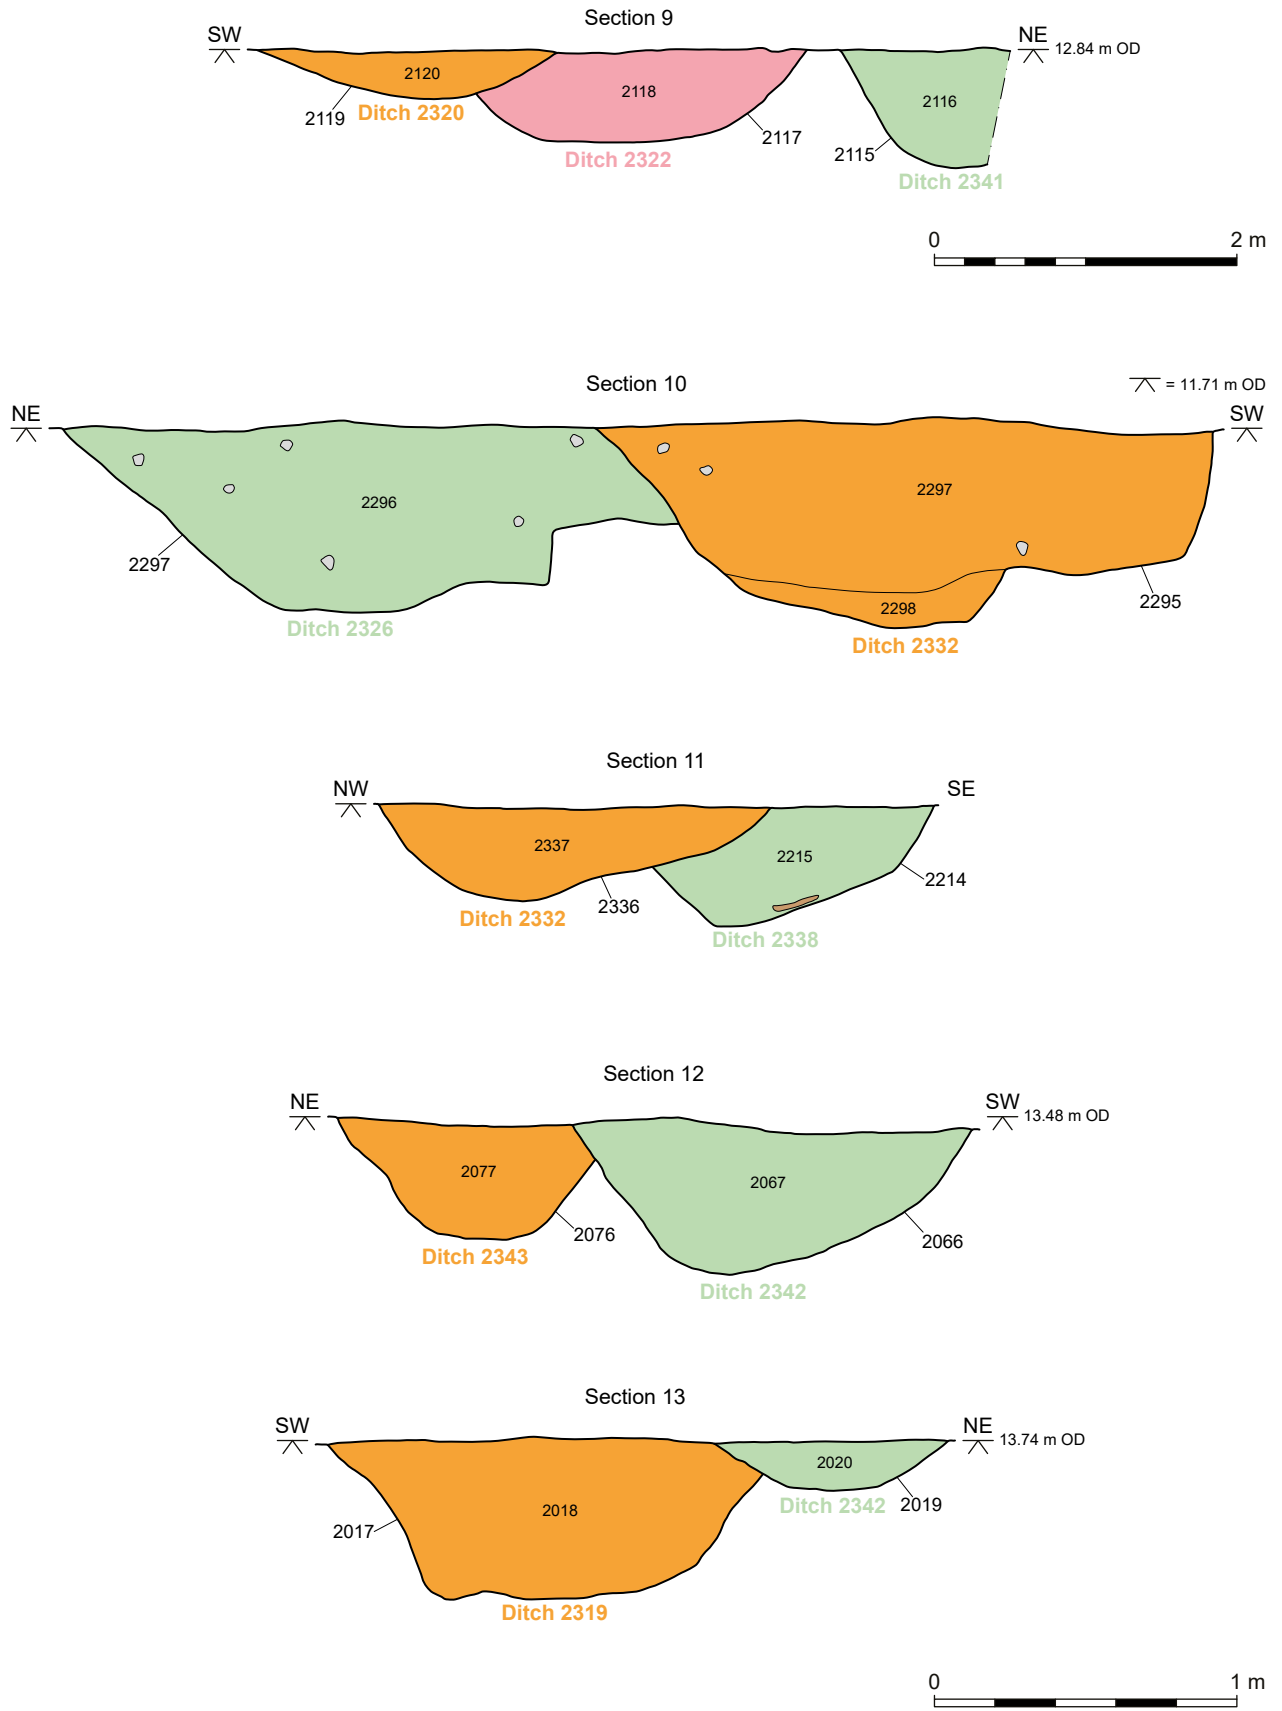 Section 9
SW
NE
12.84 m OD
2120
2118
2116
2119
Ditch 2320
2117
2115
Ditch 2322
Ditch 2341
0
2 m
Section 10
= 11.71 m OD
NE
SW
2296
2297
2297
2298
2295
Ditch 2326
Ditch 2332
Section 11
NW
SE
2337
2215
2214
2336
Ditch 2332
Ditch 2338
Section 12
NE
SW
13.48 m OD
2077
2067
2076
2066
Ditch 2343
Ditch 2342
Section 13
SW
NE
13.74 m OD
2020
2018
2017
Ditch 2342
2019
Ditch 2319
0
1 m